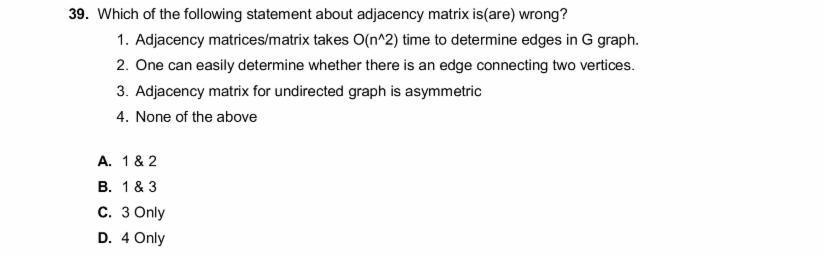 39. Which of the following statement about adjacency matrix is(are) wrong?
1. Adjacency matrices/matrix takes O(n^2) time to determine edges in G graph.
2. One can easily determine whether there is an edge connecting two vertices.
3. Adjacency matrix for undirected graph is asymmetric
4. None of the above
A. 1 & 2
B. 1 & 3
C. 3 Only
D. 4 Only